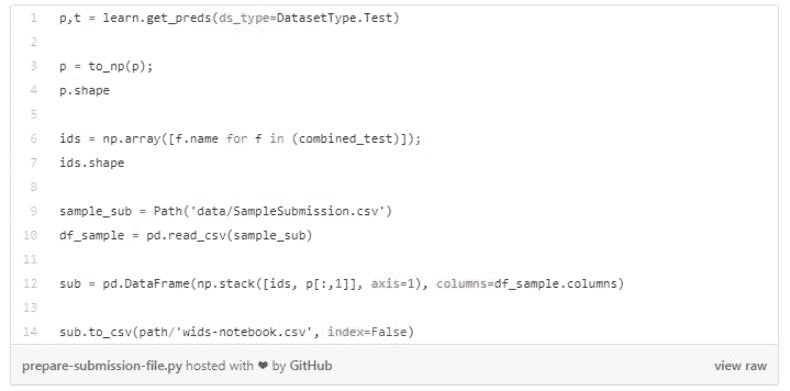 1 p,t = learn.get_preds(ds_type=DatasetType.Test)
2
3 p = to_np(p);
4 p.shape
5
6 ids = np.array([f.name for f in (combined_test)]);
7 ids.shape
8
9 sample_sub = Path('data/SampleSubmission.csv')
10 df_sample = pd.read_csv(sample_sub)
11
12 sub = pd.DataFrame(np.stack([ids, p[:,1]], axis=1), columns=df_sample.columns)
13
14 sub.to_csv(path/'wids-notebook.csv', index=False)
prepare-submission-file.py hosted with ❤ by GitHub view raw